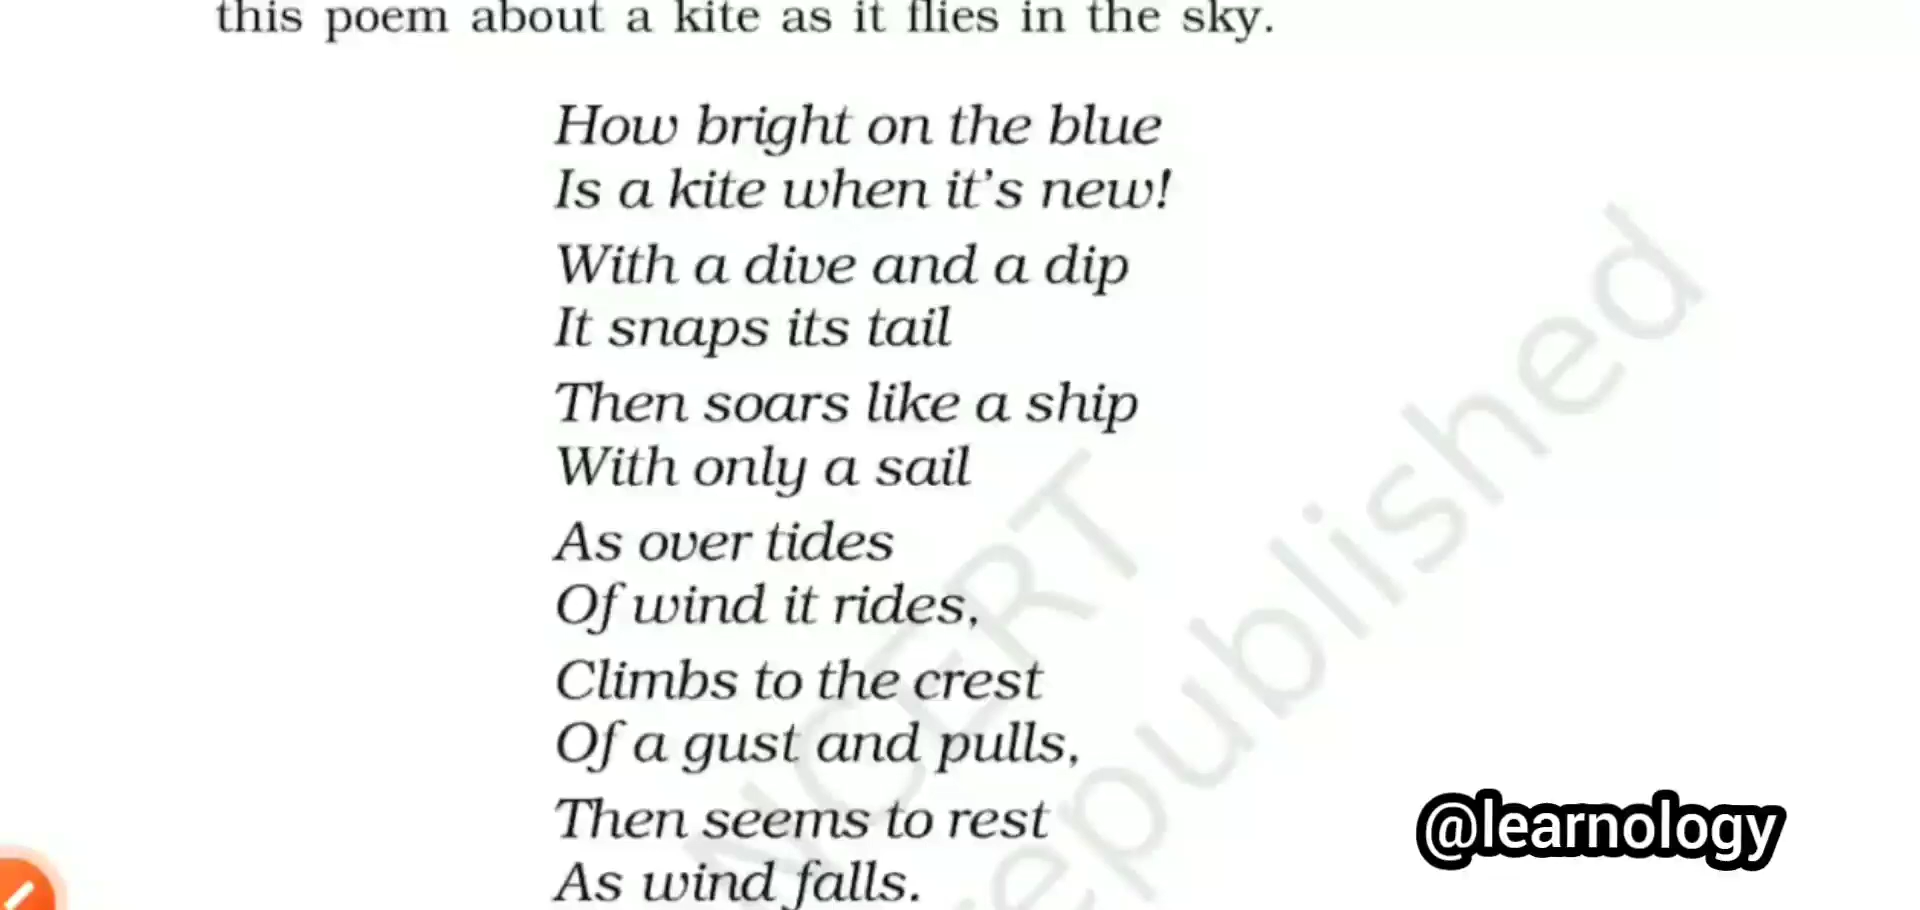 this poem about a kite as it flies in the sky.
How bright on the blue
Is a kite when it’s new!
With a dive and a dip
It snaps its tail
Then soars like a ship
With only a sail
As over tides
Of wind it rides,
Climbs to the crest
Of a gust and pulls,
Then seems to rest
As wind falls.
NCERT
republished
@learnology